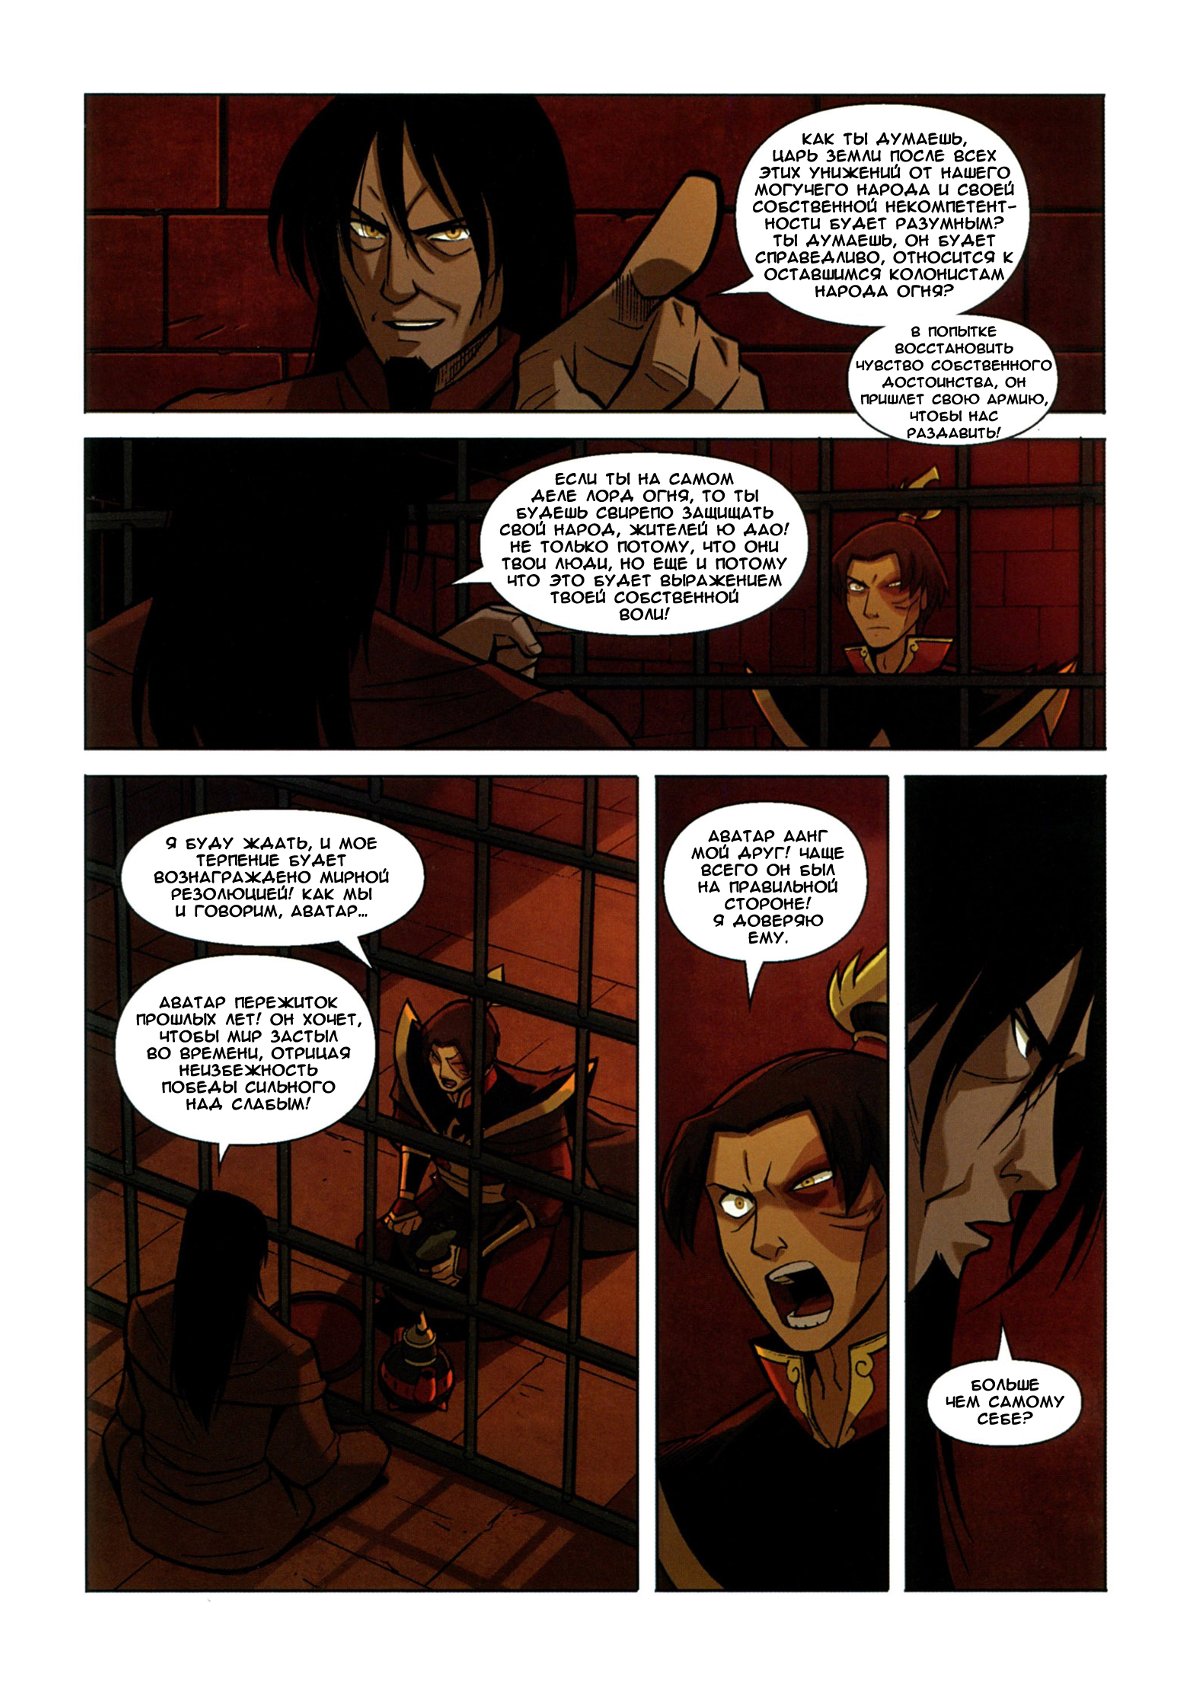 КАК ТЫ ДУМАЕШЬ,
ЦАРЬ ЗЕМЛИ ПОСЛЕ ВСЕХ
ЭТИХ УНИЖЕНИЙ ОТ НАШЕГО
МОГУЧЕГО НАРОДА И СВОЕЙ
СОБСТВЕННОЙ НЕКОМПЕТЕНТ-
НОСТИ БУДЕТ РАЗУМНЫМ?
ТЫ ДУМАЕШЬ, ОН БУДЕТ
СПРАВЕДЛИВО, ОТНОСИТСЯ К
ОСТАВШИМСЯ КОЛОНИСТАМ
НАРОДА ОГНЯ?
В ПОПЫТКЕ
ВОССТАНОВИТЬ
ЧУВСТВО СОБСТВЕННОГО
ДОСТОИНСТВА, ОН
ПРИШЛЕТ СВОЮ АРМИЮ,
ЧТОБЫ НАС
РАЗДАВИТЬ!
ЕСЛИ ТЫ НА САМОМ
ДЕЛЕ ЛОРД ОГНЯ, ТО ТЫ
БУДЕШЬ СВИРЕПО ЗАЩИЩАТЬ
СВОЙ НАРОД, ЖИТЕЛЕЙ Ю ДАО!
НЕ ТОЛЬКО ПОТОМУ, ЧТО ОНИ
ТВОИ ЛЮДИ, НО ЕЩЕ И ПОТОМУ
ЧТО ЭТО БУДЕТ ВЫРАЖЕНИЕМ
ТВОЕЙ СОБСТВЕННОЙ
ВОЛИ!
Я БУДУ ЖДАТЬ, И МОЕ
ТЕРПЕНИЕ БУДЕТ
ВОЗНАГРАЖДЕНО МИРНОЙ
РЕЗОЛЮЦИЕЙ! КАК МЫ
И ГОВОРИМ, АВАТАР...
АВАТАР ПЕРЕЖИТОК
ПРОШЛЫХ ЛЕТ! ОН ХОЧЕТ,
ЧТОБЫ МИР ЗАСТЫЛ
ВО ВРЕМЕНИ, ОТРИЦАЯ
НЕИЗБЕЖНОСТЬ
ПОБЕДЫ СИЛЬНОГО
НАД СЛАБЫМ!
АВАТАР ААНГ
МОЙ ДРУГ! ЧАЩЕ
ВСЕГО ОН БЫЛ
НА ПРАВИЛЬНОЙ
СТОРОНЕ!
Я ДОВЕРЯЮ
ЕМУ.
БОЛЬШЕ
ЧЕМ САМОМУ
СЕБЕ?